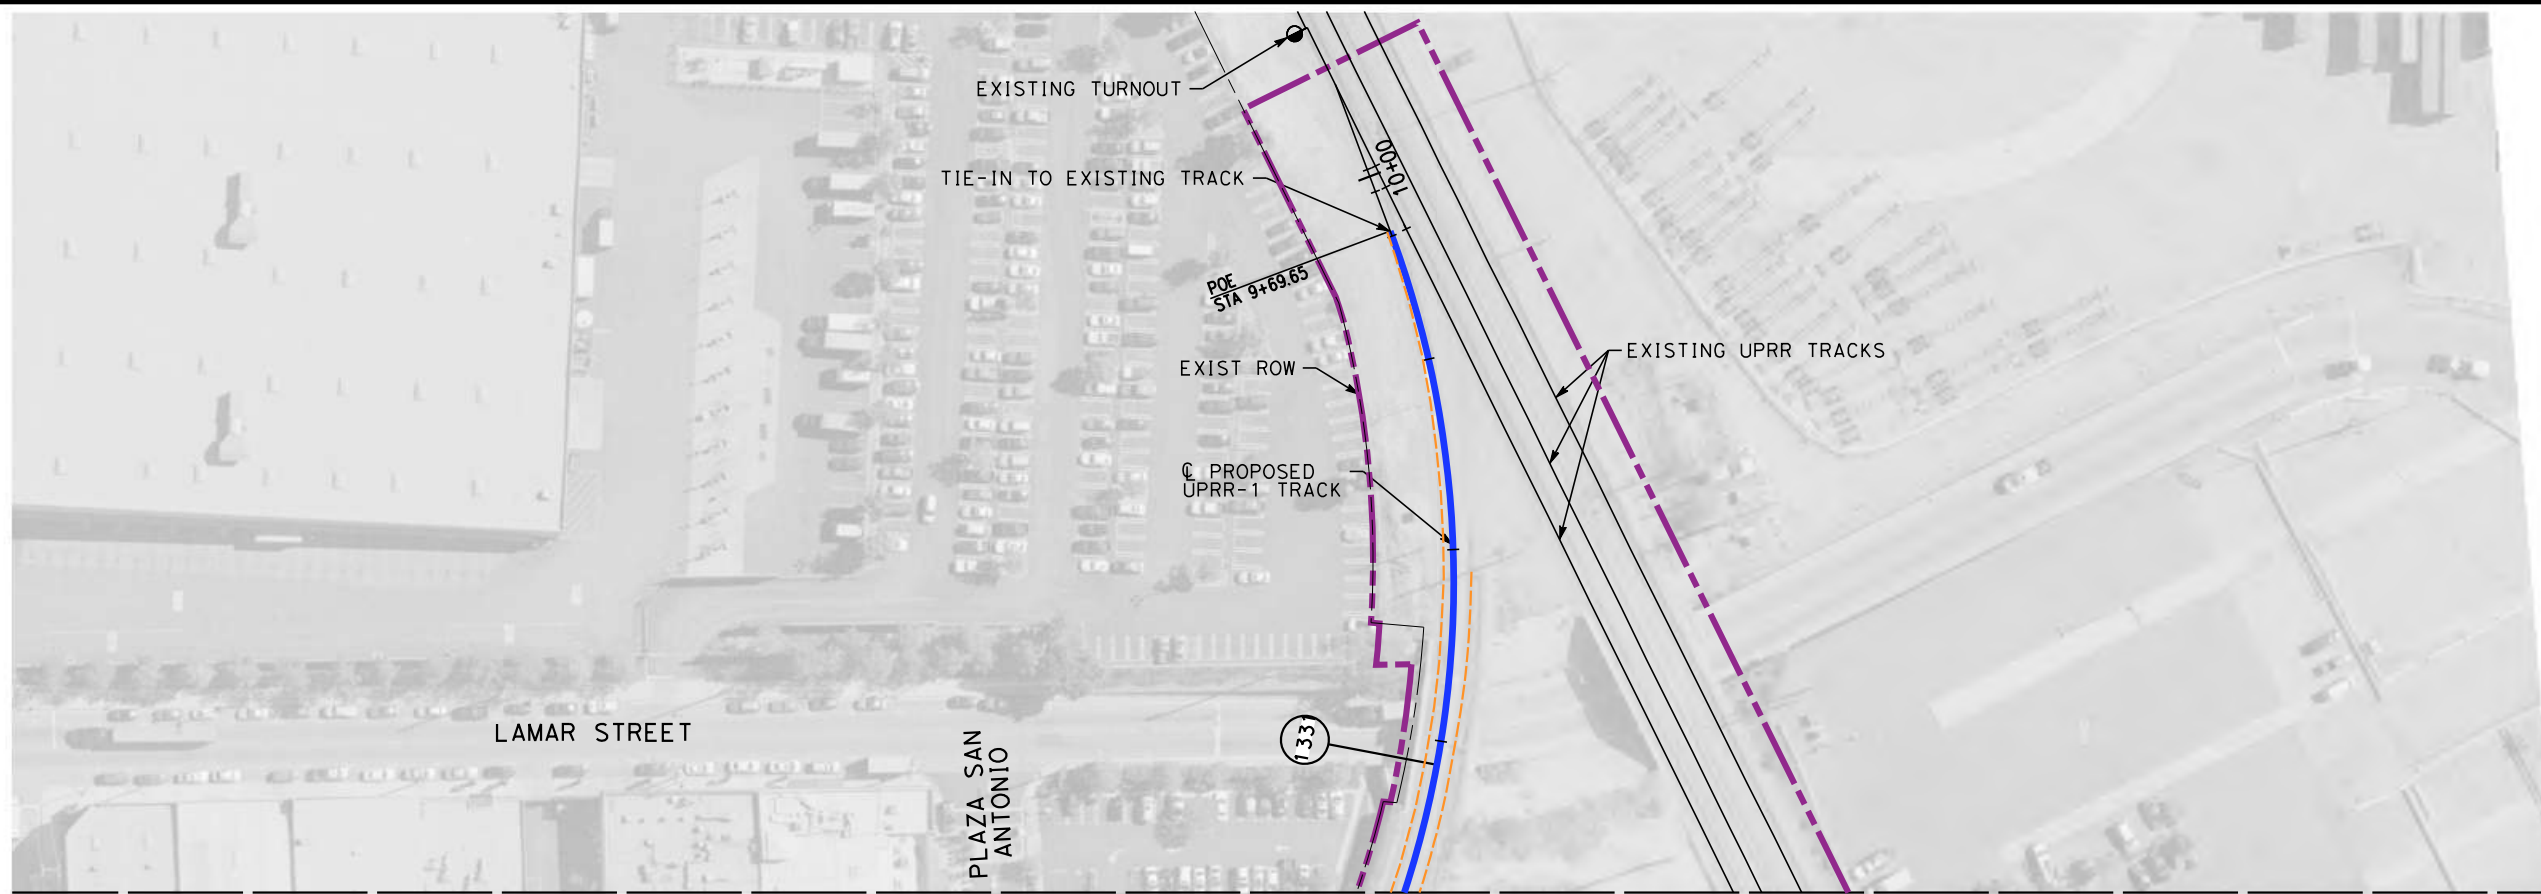 EXISTING TURNOUT
10+00
TIE-IN TO EXISTING TRACK
POE
STA 9+69.65
EXISTING UPRR TRACKS
EXIST ROW
℄ PROPOSED
UPRR-1 TRACK
LAMAR STREET
PLAZA SAN
ANTONIO
1331